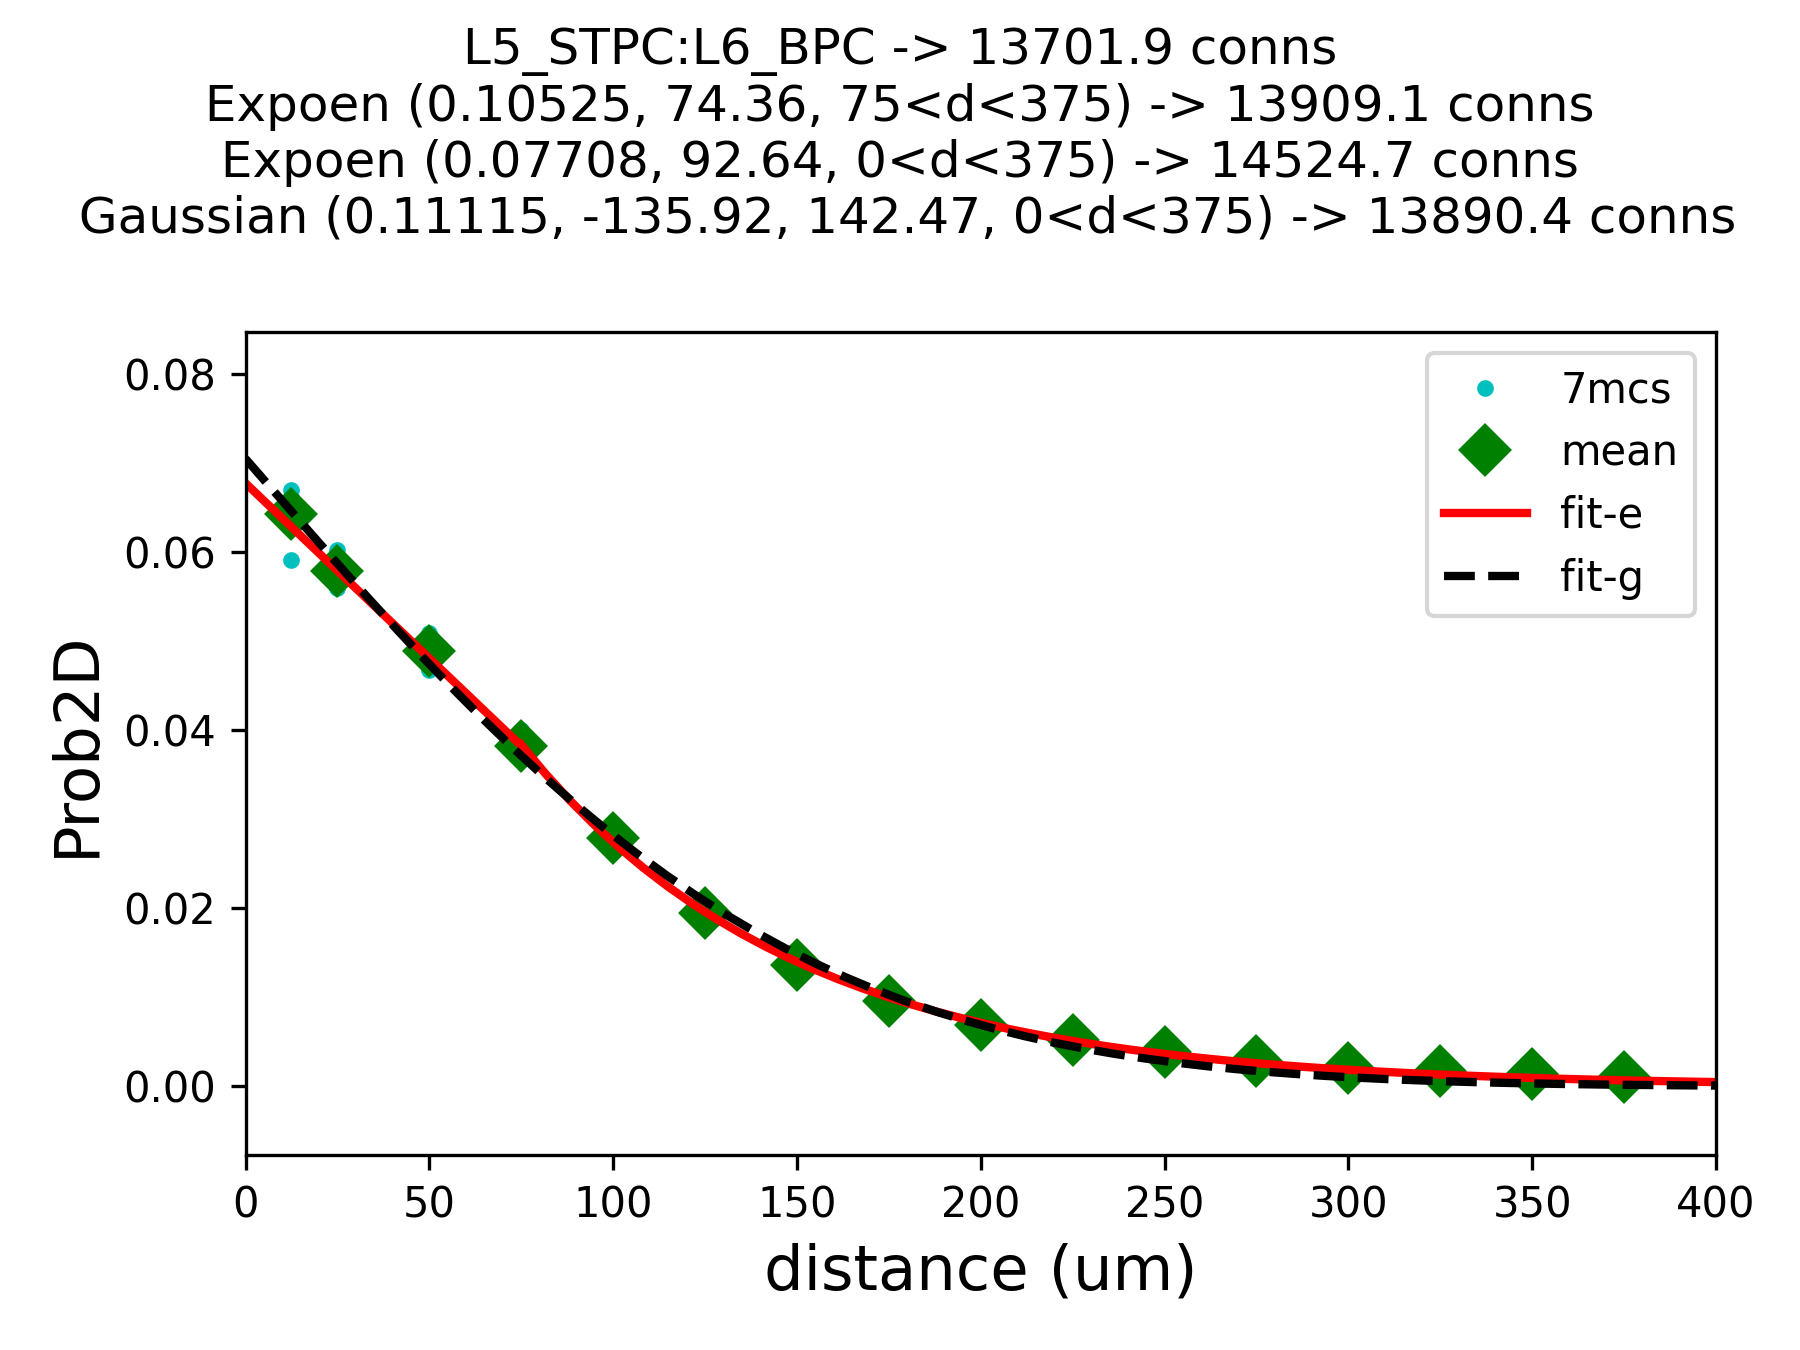 L5_STPC:L6_BPC -> 13701.9 conns
Expoen (0.10525, 74.36, 75<d<375) -> 13909.1 conns
Expoen (0.07708, 92.64, 0<d<375) -> 14524.7 conns
Gaussian (0.11115, -135.92, 142.47, 0<d<375) -> 13890.4 conns
7mcs
mean
fit-e
fit-g
Prob2D
0.08
0.06
0.04
0.02
0.00
0 50 100 150 200 250 300 350 400
distance (um)